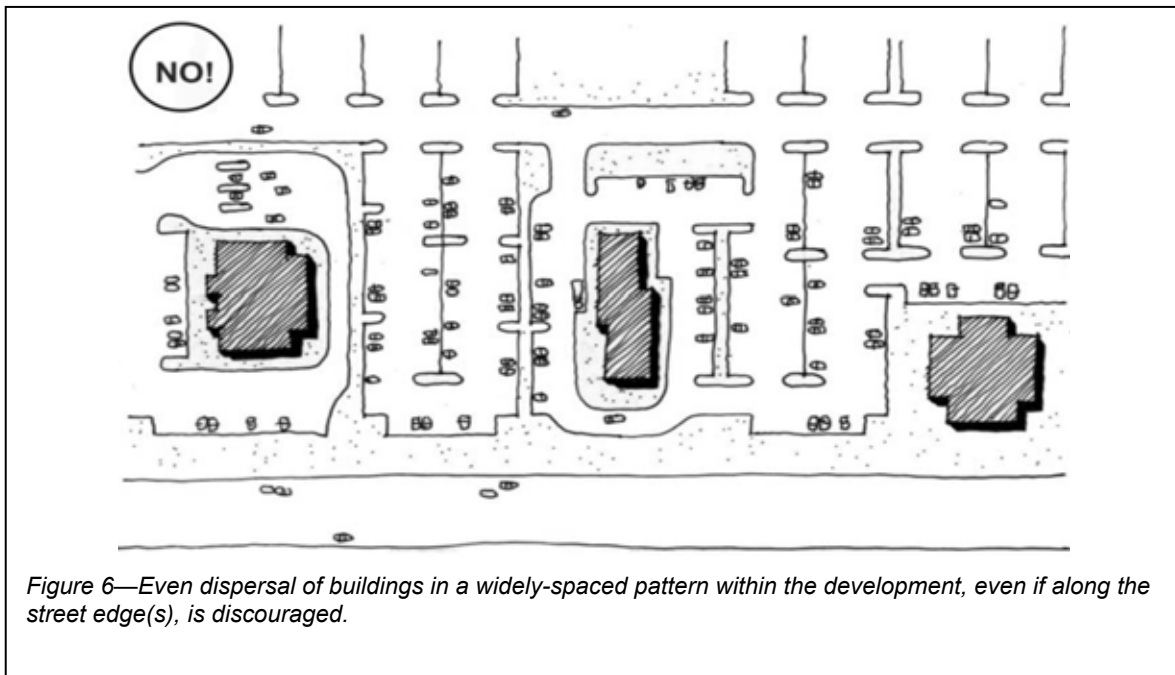 NO!
Figure 6—Even dispersal of buildings in a widely-spaced pattern within the development, even if along the
street edge(s), is discouraged.